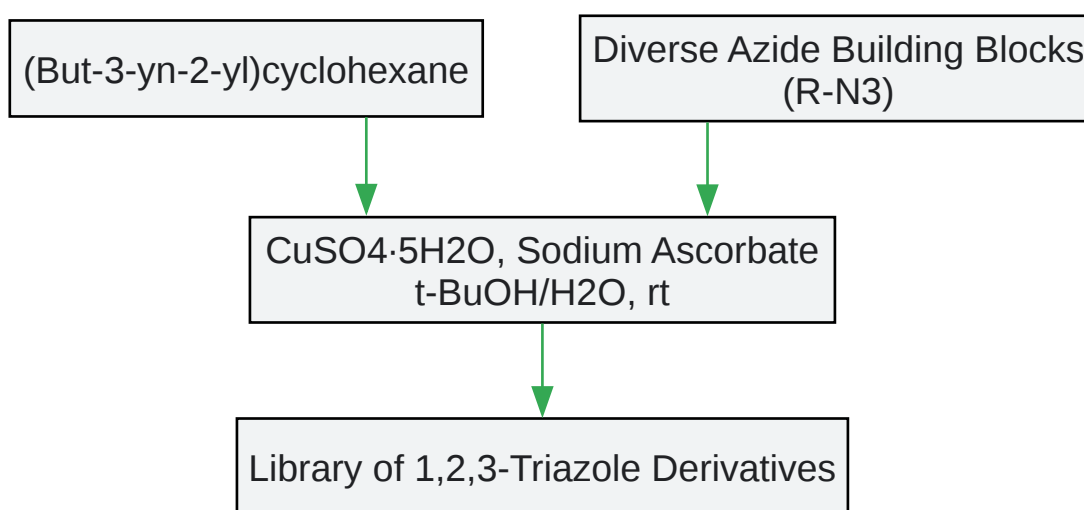 (But-3-yn-2-yl)cyclohexane
Diverse Azide Building Blocks
(R-N3)
CuSO4·5H2O, Sodium Ascorbate
t-BuOH/H2O, rt
Library of 1,2,3-Triazole Derivatives